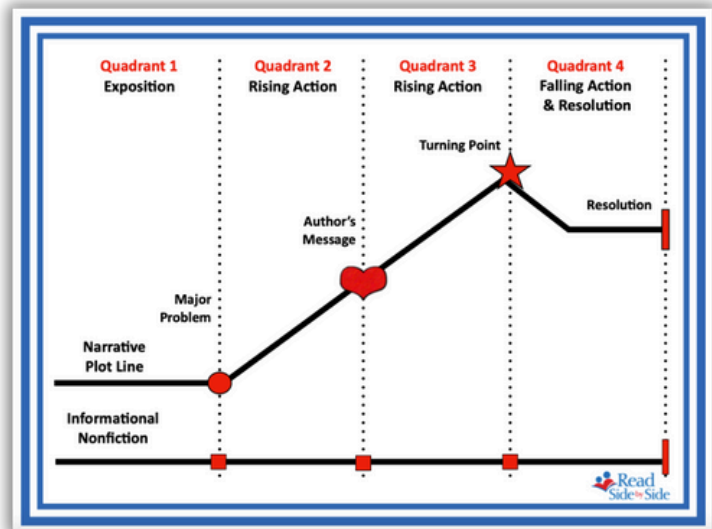 Quadrant 1
Exposition
Quadrant 2
Rising Action
Quadrant 3
Rising Action
Quadrant 4
Falling Action
& Resolution
Turning Point
Resolution
Author's
Message
Major
Problem
Narrative
Plot Line
Informational
Nonfiction
Read
Side by Side